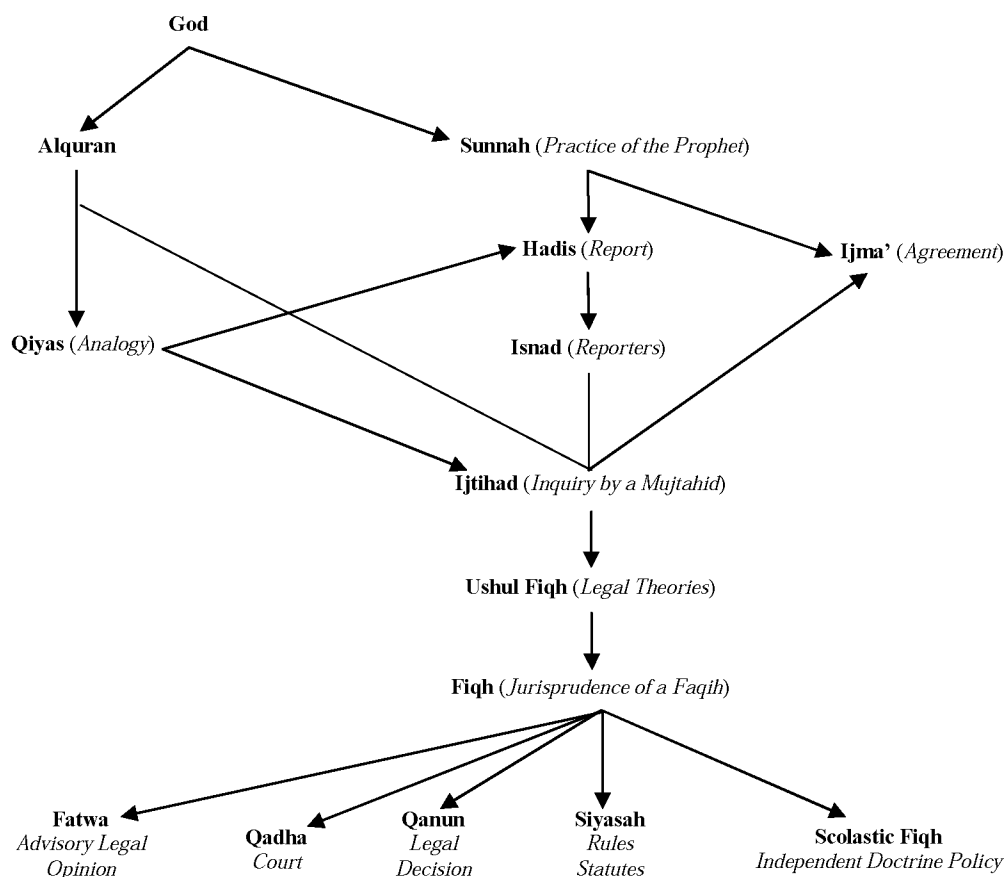 God
Alquran
Sunnah (Practice of the Prophet)
Hadis (Report)
Ijma’ (Agreement)
Qiyas (Analogy)
Isnad (Reporters)
Ijtihad (Inquiry by a Mujtahid)
Ushul Fiqh (Legal Theories)
Fiqh (Jurisprudence of a Faqih)
Fatwa
Advisory Legal
Opinion
Qadha
Court
Qanun
Legal
Decision
Siyasah
Rules
Statutes
Scolastic Fiqh
Independent Doctrine Policy